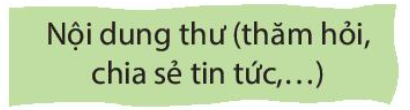 Nội dung thư (thăm hỏi,
chia sẻ tin tức,…)